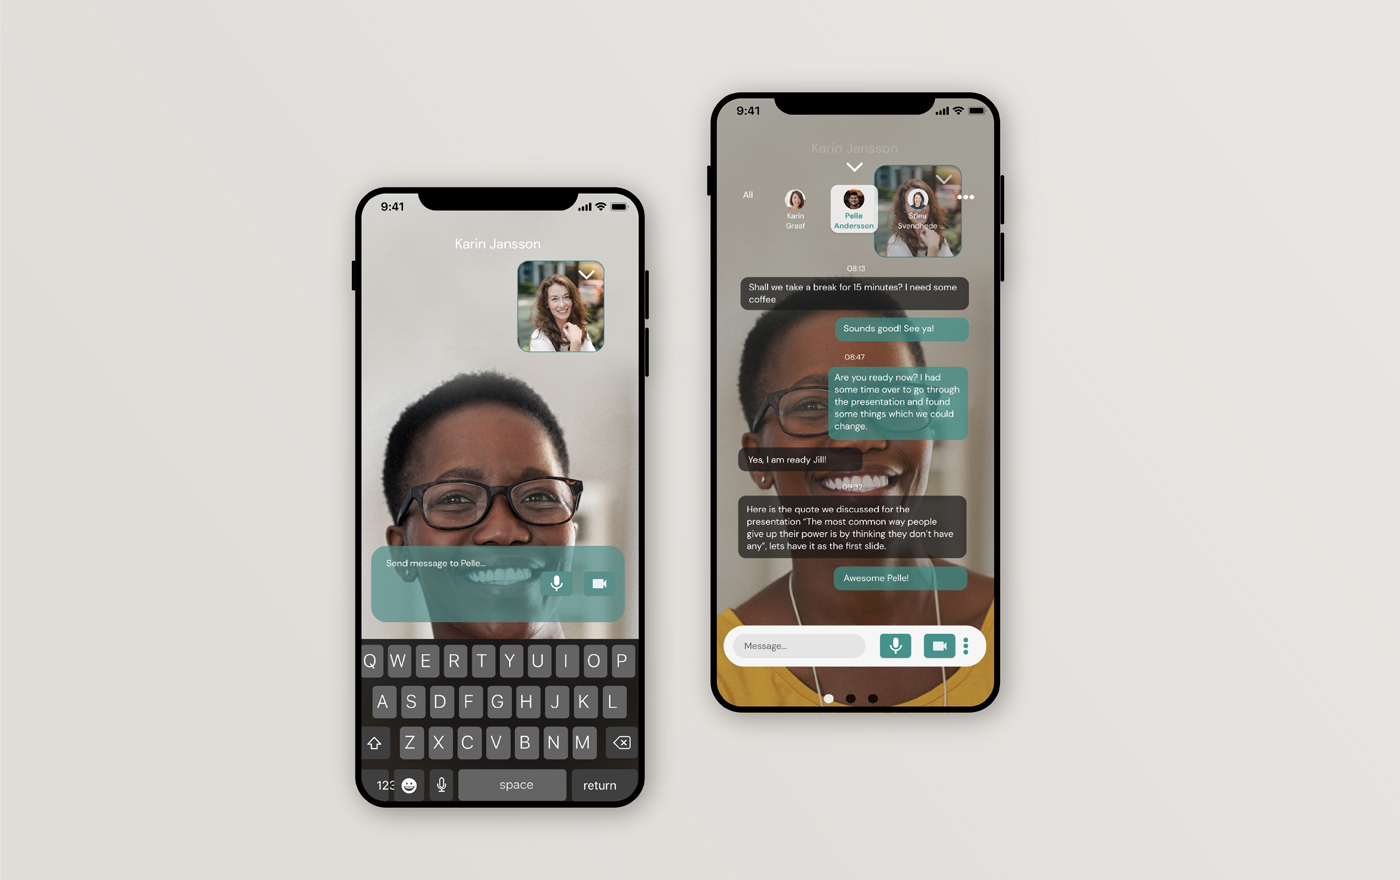 9:41
Karin Jansson
Send message to Pelle...
Q W E R T Y U I O P
A S D F G H J K L
Z X C V B N M
123
space
return
9:41
Karin Jansson
All
Karin
Graaf
Pelle
Andersson
Svendhede
08:13
Shall we take a break for 15 minutes? I need some
coffee
Sounds good! See ya!
08:47
Are you ready now? I had
some time over to go through
the presentation and found
some things which we could
change.
Yes, I am ready Jill!
09:32
Here is the quote we discussed for the
presentation “The most common way people
give up their power is by thinking they don’t have
any”, lets have it as the first slide.
Awesome Pelle!
Message...